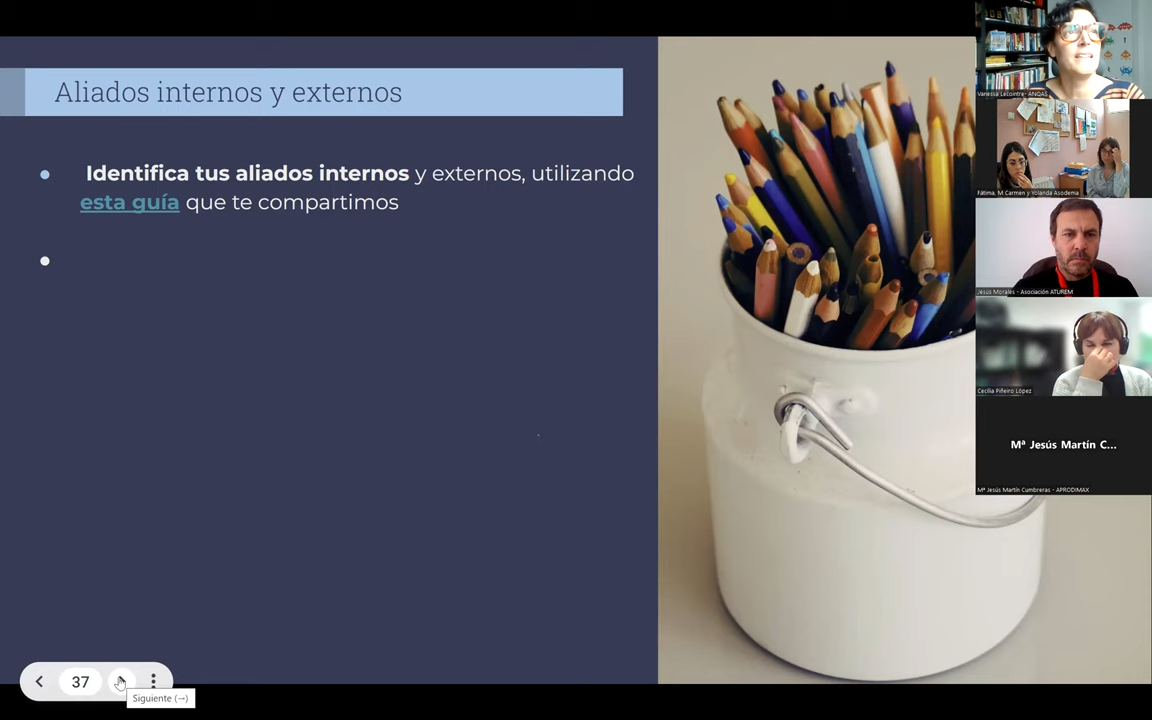 Aliados internos y externos
Identifica tus aliados internos y externos, utilizando
esta guía que te compartimos
37
Siguiente (→)
Vanessa Lecointre - ANQAS
Fátima, M Carmen y Yolanda Asodema
Jesús Morales - Asociación ATUREM
Cecilia Piñeiro López
Mª Jesús Martín C...
Mª Jesús Martín Cumbreras - APRODIMAX